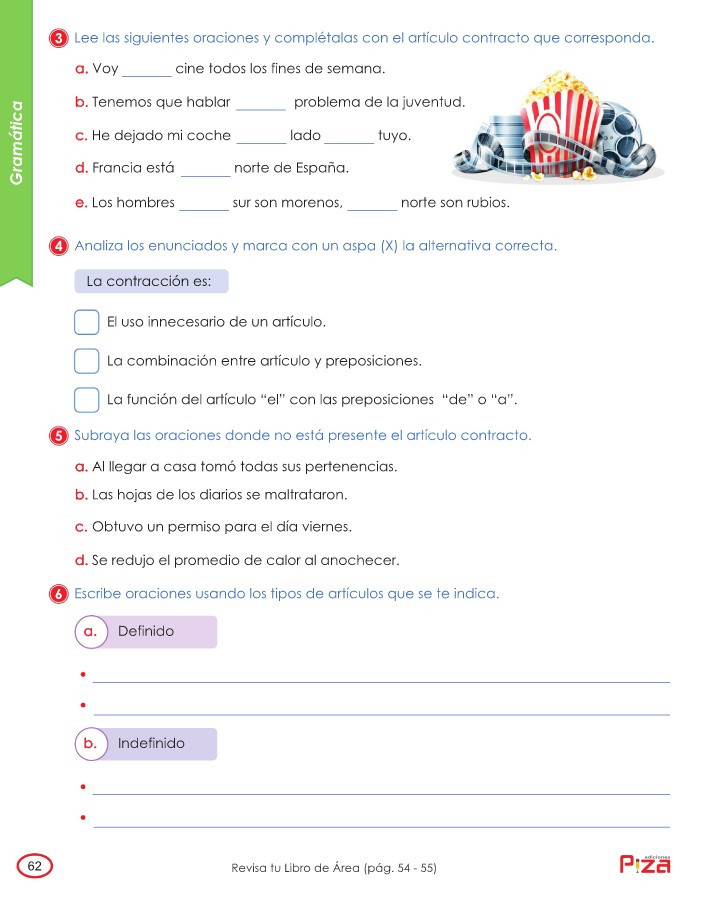 Gramática
3 Lee las siguientes oraciones y complétalas con el artículo contracto que corresponda.
a. Voy _______ cine todos los fines de semana.
b. Tenemos que hablar _______ problema de la juventud.
c. He dejado mi coche _______ lado _______ tuyo.
d. Francia está _______ norte de España.
e. Los hombres _______ sur son morenos, _______ norte son rubios.
4 Analiza los enunciados y marca con un aspa (X) la alternativa correcta.
La contracción es:
El uso innecesario de un artículo.
La combinación entre artículo y preposiciones.
La función del artículo “el” con las preposiciones “de” o “a”.
5 Subraya las oraciones donde no está presente el artículo contracto.
a. Al llegar a casa tomó todas sus pertenencias.
b. Las hojas de los diarios se maltrataron.
c. Obtuvo un permiso para el día viernes.
d. Se redujo el promedio de calor al anochecer.
6 Escribe oraciones usando los tipos de artículos que se te indica.
a. Definido
•
•
b. Indefinido
•
•
62
Revisa tu Libro de Área (pág. 54 - 55)
ediciones
PIZA